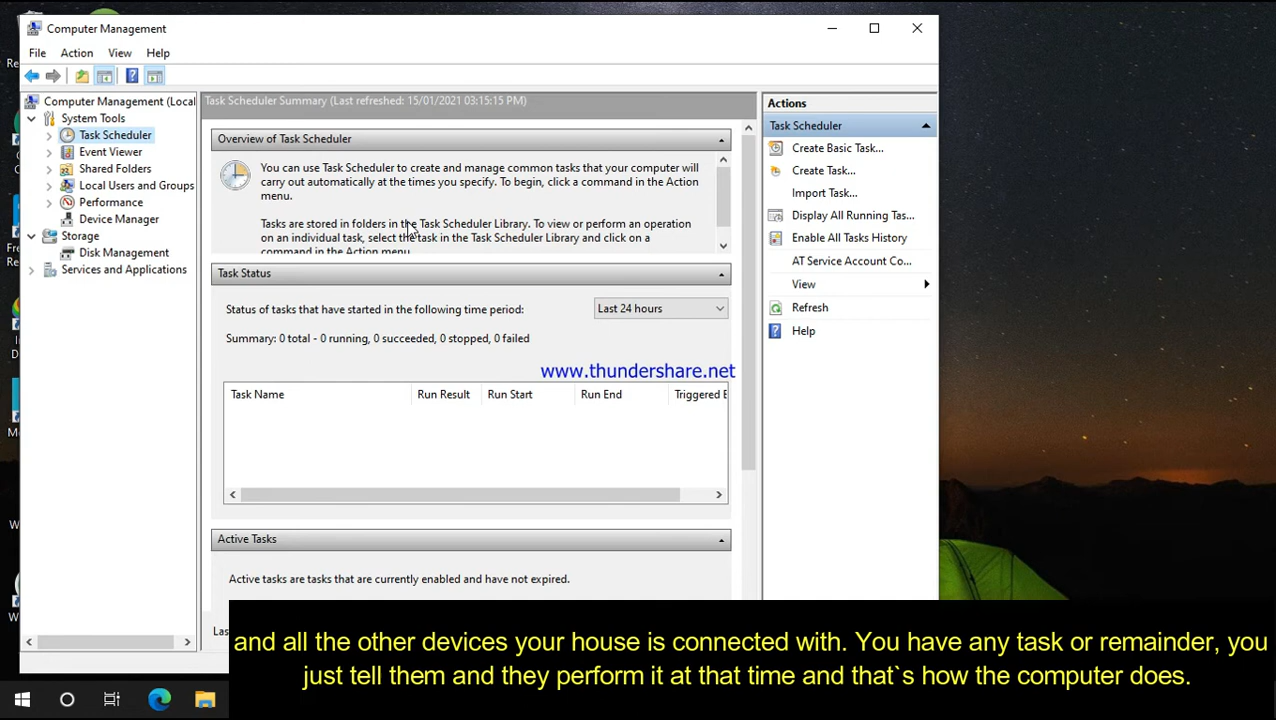 Computer Management
File Action View Help
Computer Management (Local
System Tools
Task Scheduler
Event Viewer
Shared Folders
Local Users and Groups
Performance
Device Manager
Storage
Disk Management
Services and Applications
Task Scheduler Summary (Last refreshed: 15/01/2021 03:15:15 PM)
Overview of Task Scheduler
You can use Task Scheduler to create and manage common tasks that your computer will
carry out automatically at the times you specify. To begin, click a command in the Action
menu.
Tasks are stored in folders in the Task Scheduler Library. To view or perform an operation
on an individual task, select the task in the Task Scheduler Library and click on a
command in the Action menu.
Task Status
Status of tasks that have started in the following time period: Last 24 hours
Summary: 0 total - 0 running, 0 succeeded, 0 stopped, 0 failed
www.thundershare.net
Task Name Run Result Run Start Run End Triggered B
Active Tasks
Active tasks are tasks that are currently enabled and have not expired.
Las
Actions
Task Scheduler
Create Basic Task...
Create Task...
Import Task...
Display All Running Tas...
Enable All Tasks History
AT Service Account Co...
View
Refresh
Help
and all the other devices your house is connected with. You have any task or remainder, you
just tell them and they perform it at that time and that`s how the computer does.